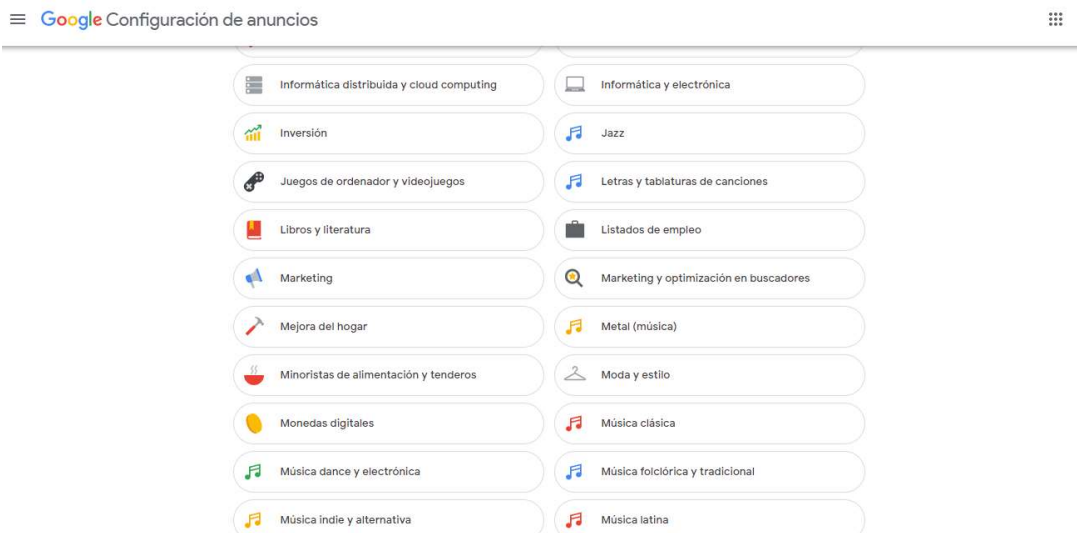 Google Configuración de anuncios
Informática distribuida y cloud computing
Informática y electrónica
Inversión
Jazz
Juegos de ordenador y videojuegos
Letras y tablaturas de canciones
Libros y literatura
Listados de empleo
Marketing
Marketing y optimización en buscadores
Mejora del hogar
Metal (música)
Minoristas de alimentación y tenderos
Moda y estilo
Monedas digitales
Música clásica
Música dance y electrónica
Música folclórica y tradicional
Música indie y alternativa
Música latina